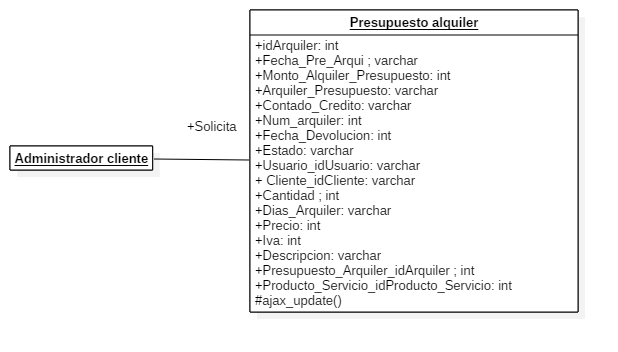 Presupuesto alquiler
+idArquiler: int
+Fecha_Pre_Arqui ; varchar
+Monto_Alquiler_Presupuesto: int
+Arquiler_Presupuesto: varchar
+Contado_Credito: varchar
+Num_arquiler: int
+Fecha_Devolucion: int
+Estado: varchar
+Usuario_idUsuario: varchar
+ Cliente_idCliente: varchar
+Cantidad ; int
+Dias_Arquiler: varchar
+Precio: int
+Iva: int
+Descripcion: varchar
+Presupuesto_Arquiler_idArquiler ; int
+Producto_Servicio_idProducto_Servicio: int
#ajax_update()
+Solicita
Administrador cliente